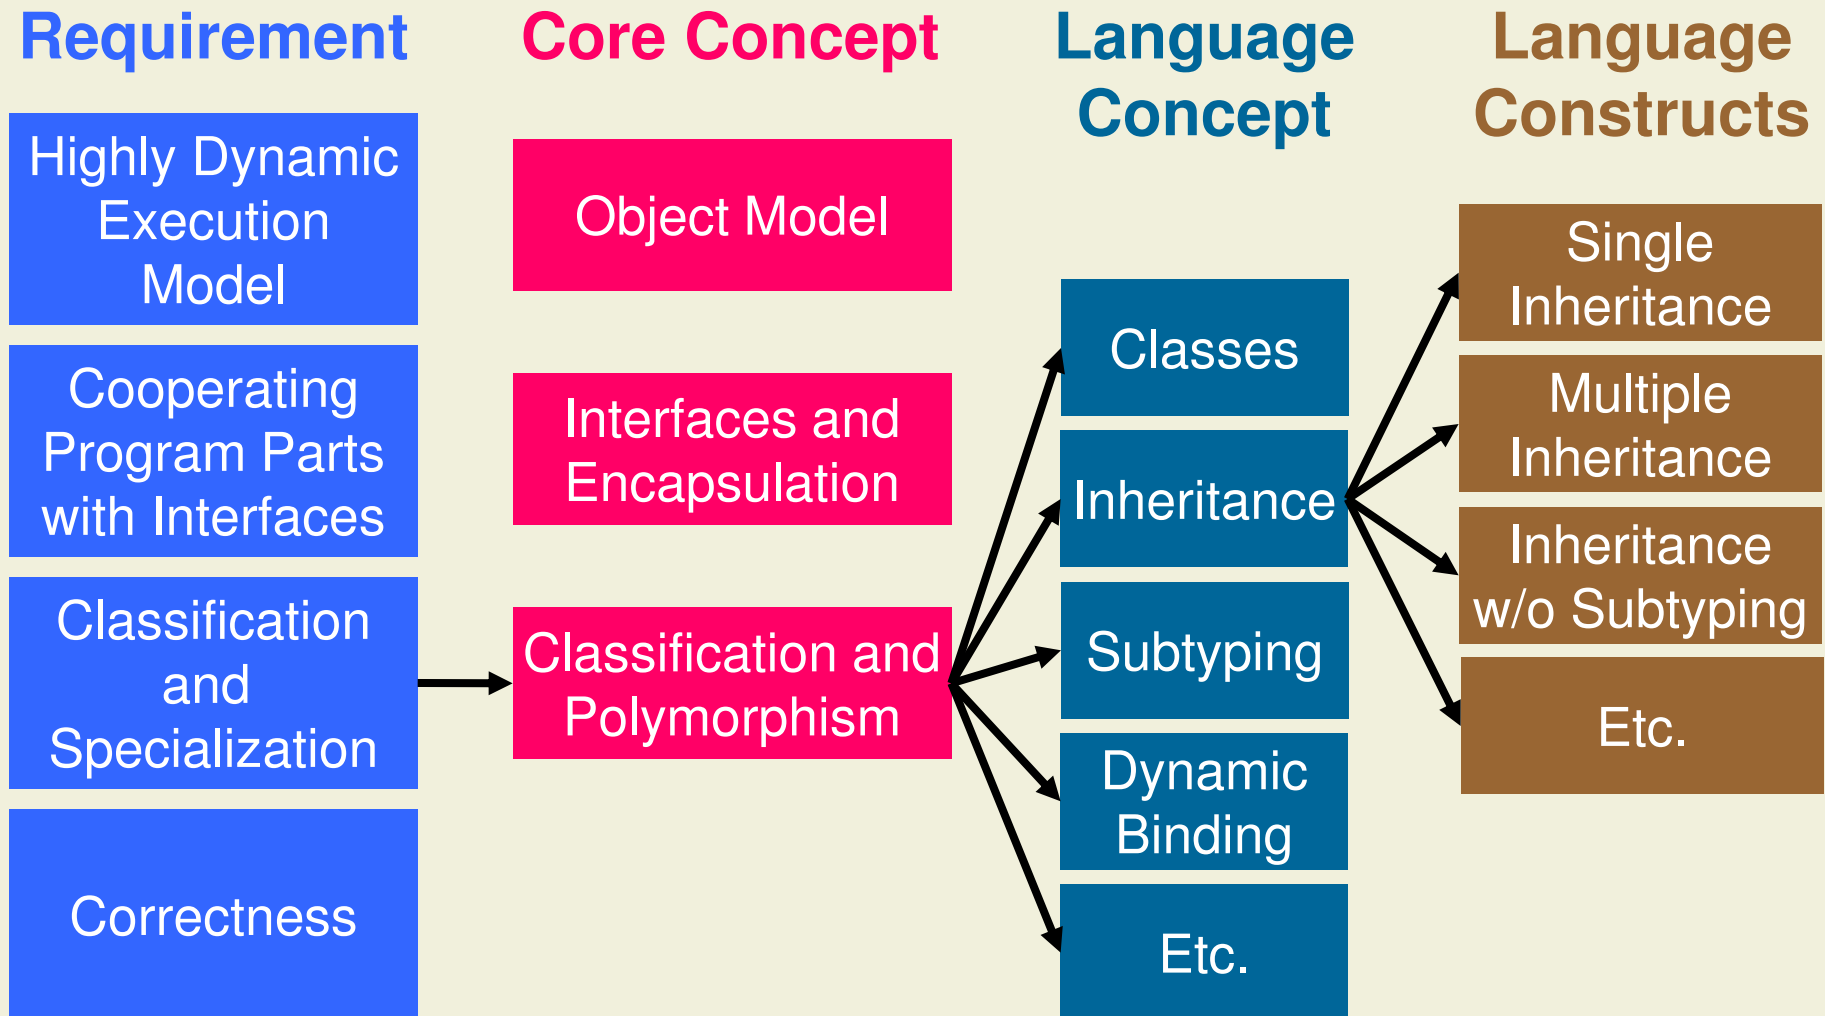 Requirement
Core Concept
Language
Concept
Language
Constructs
Highly Dynamic
Execution
Model
Cooperating
Program Parts
with Interfaces
Classification
and
Specialization
Correctness
Object Model
Interfaces and
Encapsulation
Classification and
Polymorphism
Classes
Inheritance
Subtyping
Dynamic
Binding
Etc.
Single
Inheritance
Multiple
Inheritance
Inheritance
w/o Subtyping
Etc.